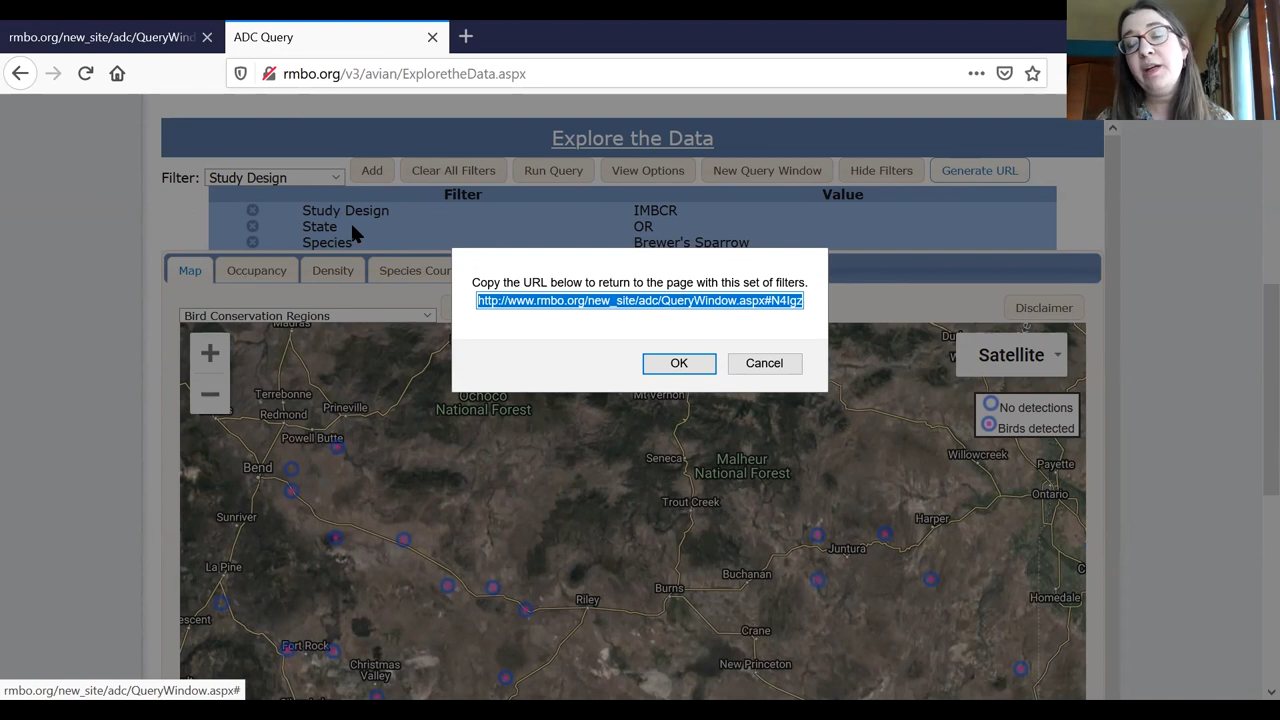 rmbo.org/new_site/adc/QueryWind
ADC Query
rmbo.org/v3/avian/ExploretheData.aspx
Explore the Data
Filter: Study Design Add Clear All Filters Run Query View Options New Query Window Hide Filters Generate URL
Filter Value
Study Design IMBCR
State OR
Species Brewer's Sparrow
Copy the URL below to return to the page with this set of filters.
http://www.rmbo.org/new_site/adc/QueryWindow.aspx#N4Igz
OK Cancel
Map Occupancy Density Species Coun
Bird Conservation Regions Disclaimer
+
−
Satellite
No detections
Birds detected
Madras
Terrebonne
Redmond
Prineville
Powell Butte
Bend
Sunriver
La Pine
escent
Fort Rock
Christmas
Valley
Ochoco
National Forest
Mt Vernon
Seneca
Malheur
National Forest
Trout Creek
Burns
Riley
Buchanan
Crane
New Princeton
Juntura
Harper
Willowcreek
Payette
Ontario
Homedale
rmbo.org/new_site/adc/QueryWindow.aspx#